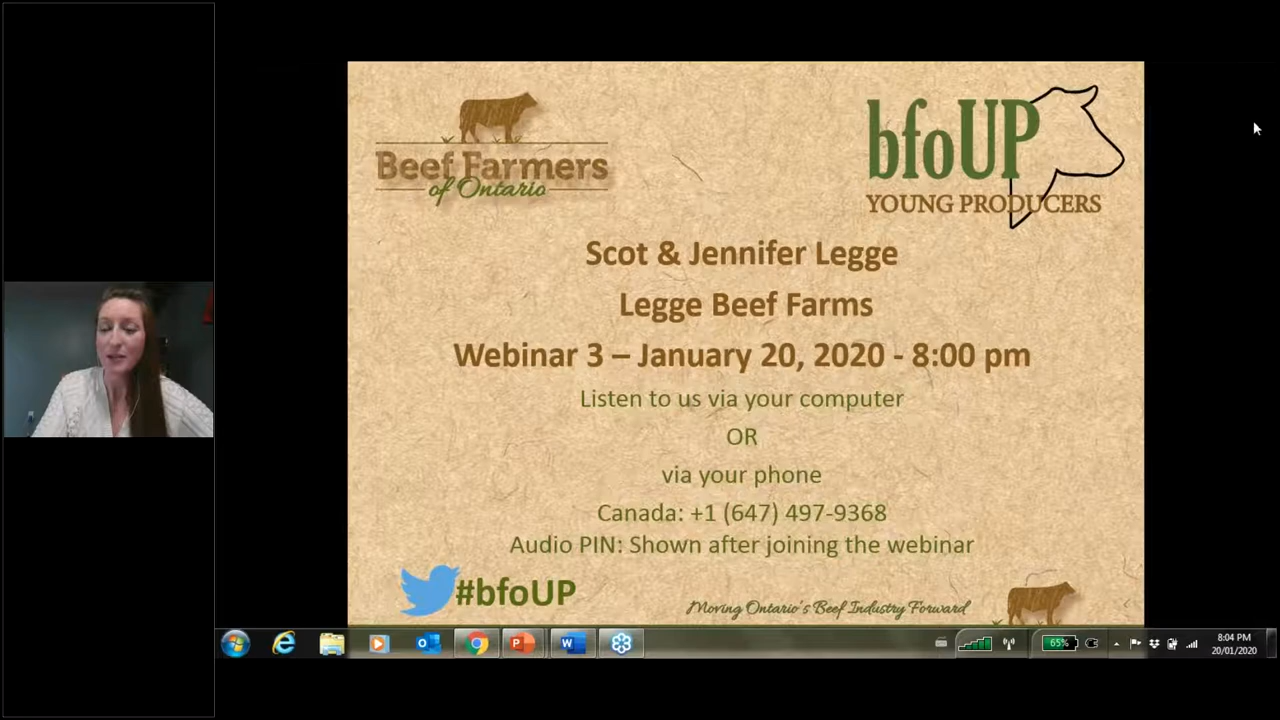 Beef Farmers
of Ontario
bfoUP
YOUNG PRODUCERS
Scot & Jennifer Legge
Legge Beef Farms
Webinar 3 – January 20, 2020 - 8:00 pm
Listen to us via your computer
OR
via your phone
Canada: +1 (647) 497-9368
Audio PIN: Shown after joining the webinar
#bfoUP
Moving Ontario's Beef Industry Forward
65%
8:04 PM
20/01/2020